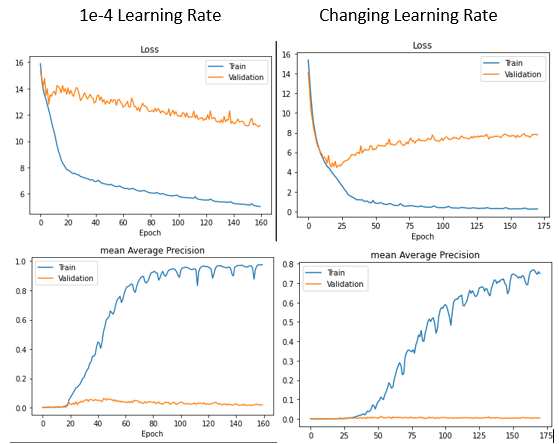 1e-4 Learning Rate
Changing Learning Rate
Loss
Train
Validation
16
14
12
10
8
6
0 20 40 60 80 100 120 140 160
Epoch
Loss
Train
Validation
16
14
12
10
8
6
4
2
0
0 25 50 75 100 125 150 175
Epoch
mean Average Precision
Train
Validation
1.0
0.8
0.6
0.4
0.2
0.0
0 20 40 60 80 100 120 140 160
Epoch
mean Average Precision
Train
Validation
0.8
0.7
0.6
0.5
0.4
0.3
0.2
0.1
0.0
0 25 50 75 100 125 150 175